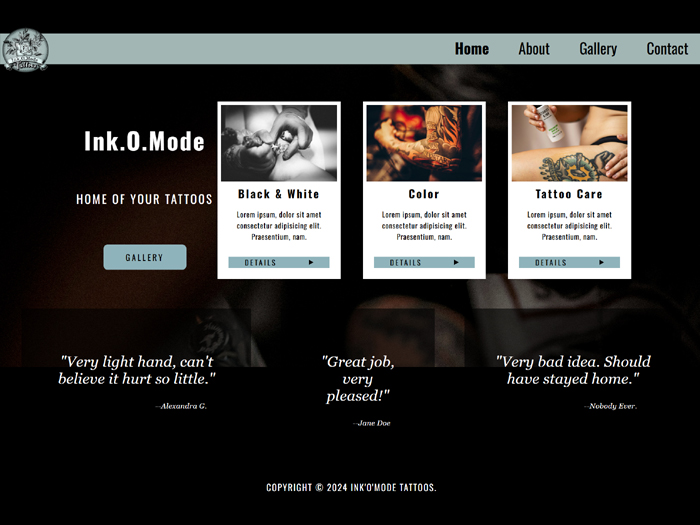 Home About Gallery Contact
Ink.O.Mode
HOME OF YOUR TATTOOS
GALLERY
Black & White
Lorem ipsum, dolor sit amet
consectetur adipisicing elit.
Praesentium, nam.
DETAILS ▶
Color
Lorem ipsum, dolor sit amet
consectetur adipisicing elit.
Praesentium, nam.
DETAILS ▶
Tattoo Care
Lorem ipsum, dolor sit amet
consectetur adipisicing elit.
Praesentium, nam.
DETAILS ▶
"Very light hand, can't
believe it hurt so little."
--Alexandra G.
"Great job,
very
pleased!"
--Jane Doe
"Very bad idea. Should
have stayed home."
--Nobody Ever.
COPYRIGHT © 2024 INK'O'MODE TATTOOS.